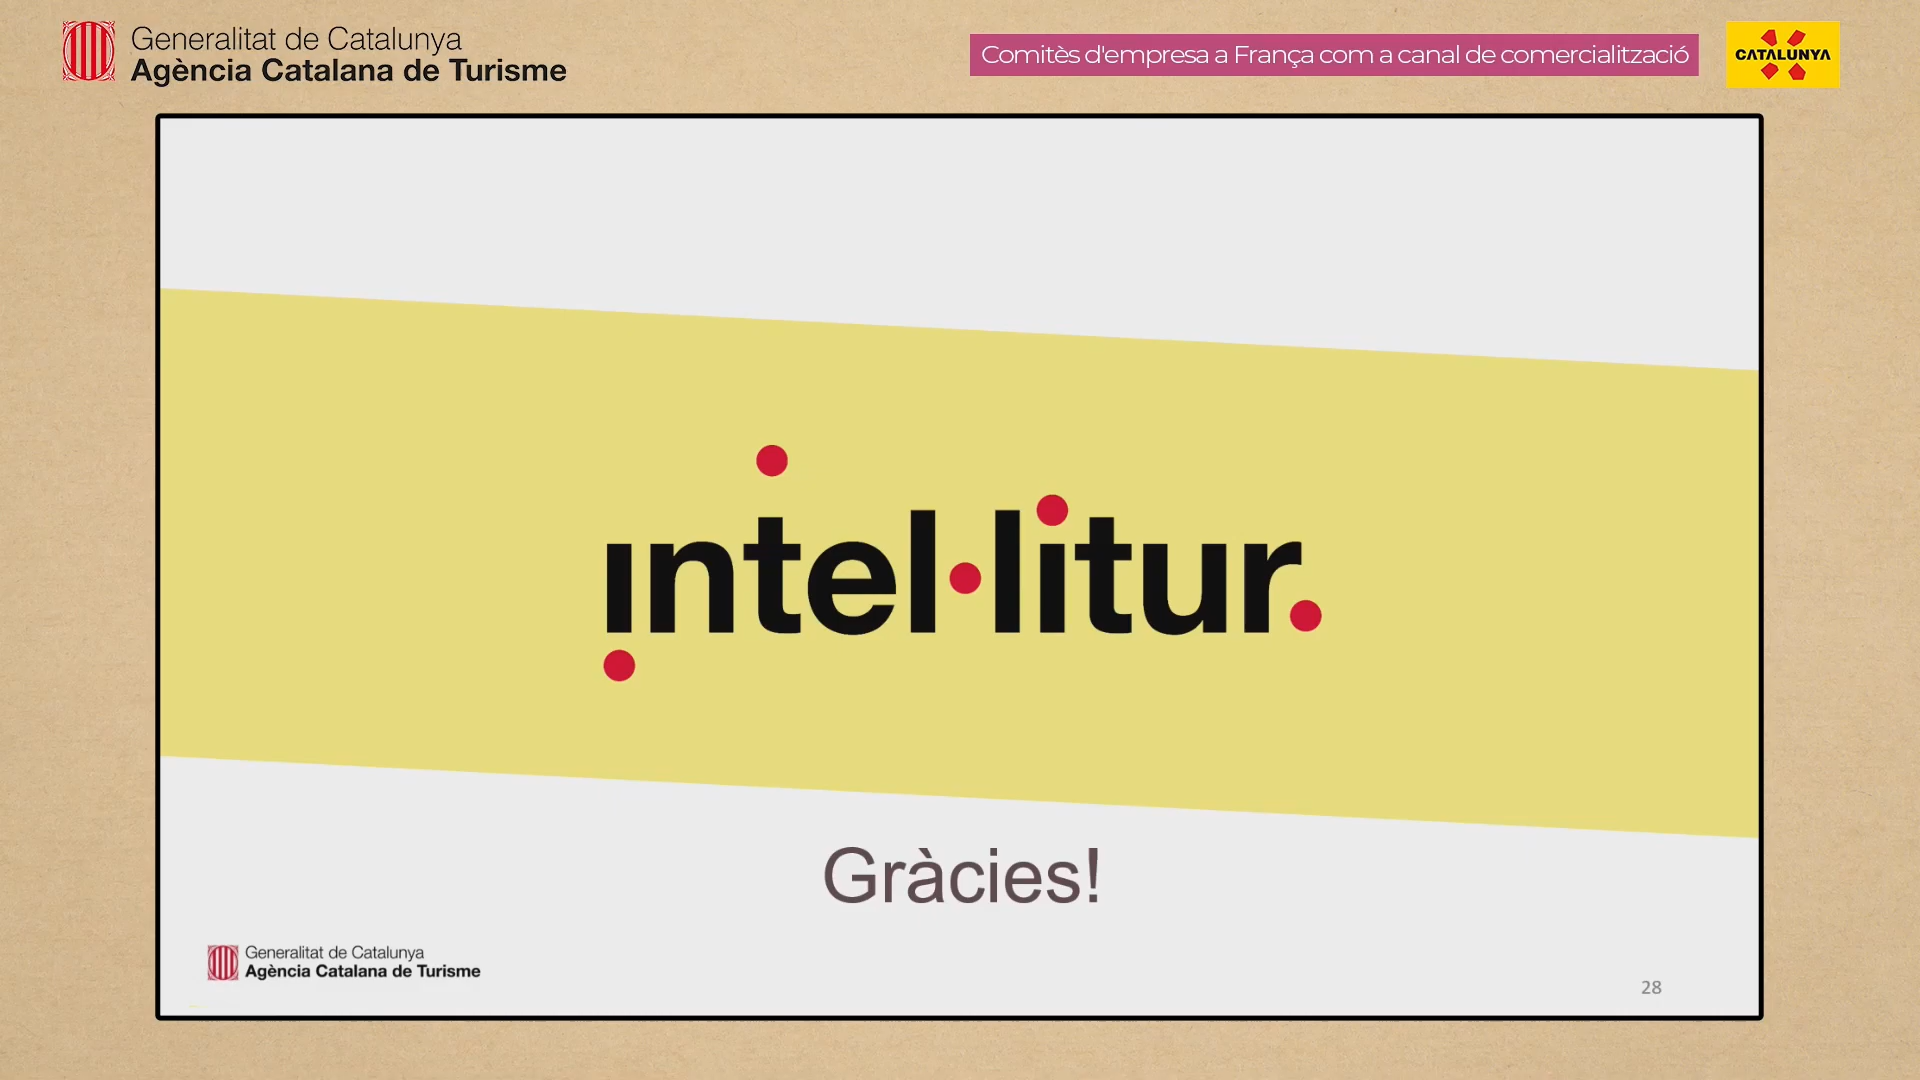 Generalitat de Catalunya
Agència Catalana de Turisme
Comitès d'empresa a França com a canal de comercialització
CATALUNYA
intel·litur.
Gràcies!
Generalitat de Catalunya
Agència Catalana de Turisme
28